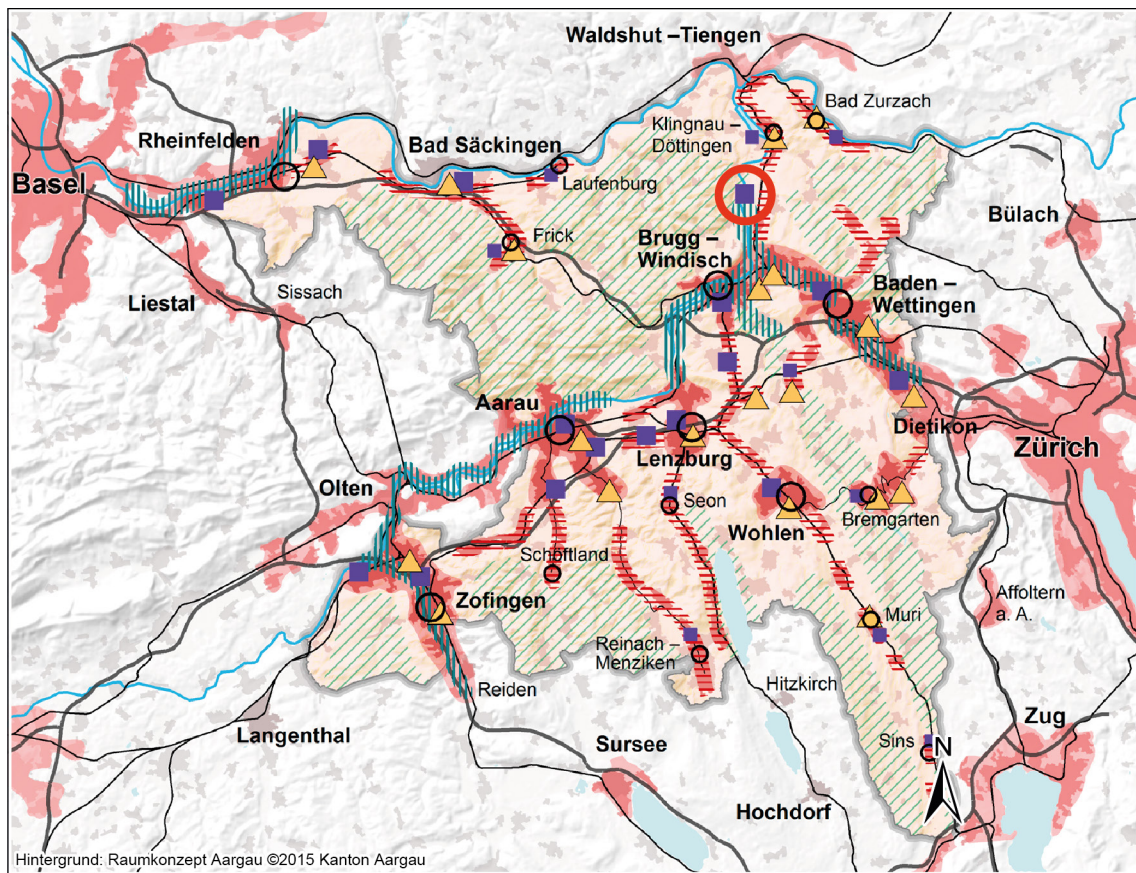 Waldshut –Tiengen
Bad Zurzach
Klingnau –
Döttingen
Rheinfelden
Bad Säckingen
Basel
Laufenburg
Bülach
Frick
Brugg –
Windisch
Baden –
Wettingen
Sissach
Liestal
Aarau
Dietikon
Zürich
Lenzburg
Olten
Seon
Bremgarten
Wohlen
Schöftland
Zofingen
Affoltern
a. A.
Muri
Reinach –
Menziken
Reiden
Hitzkirch
Zug
Langenthal
Sursee
Sins
N
Hochdorf
Hintergrund: Raumkonzept Aargau ©2015 Kanton Aargau